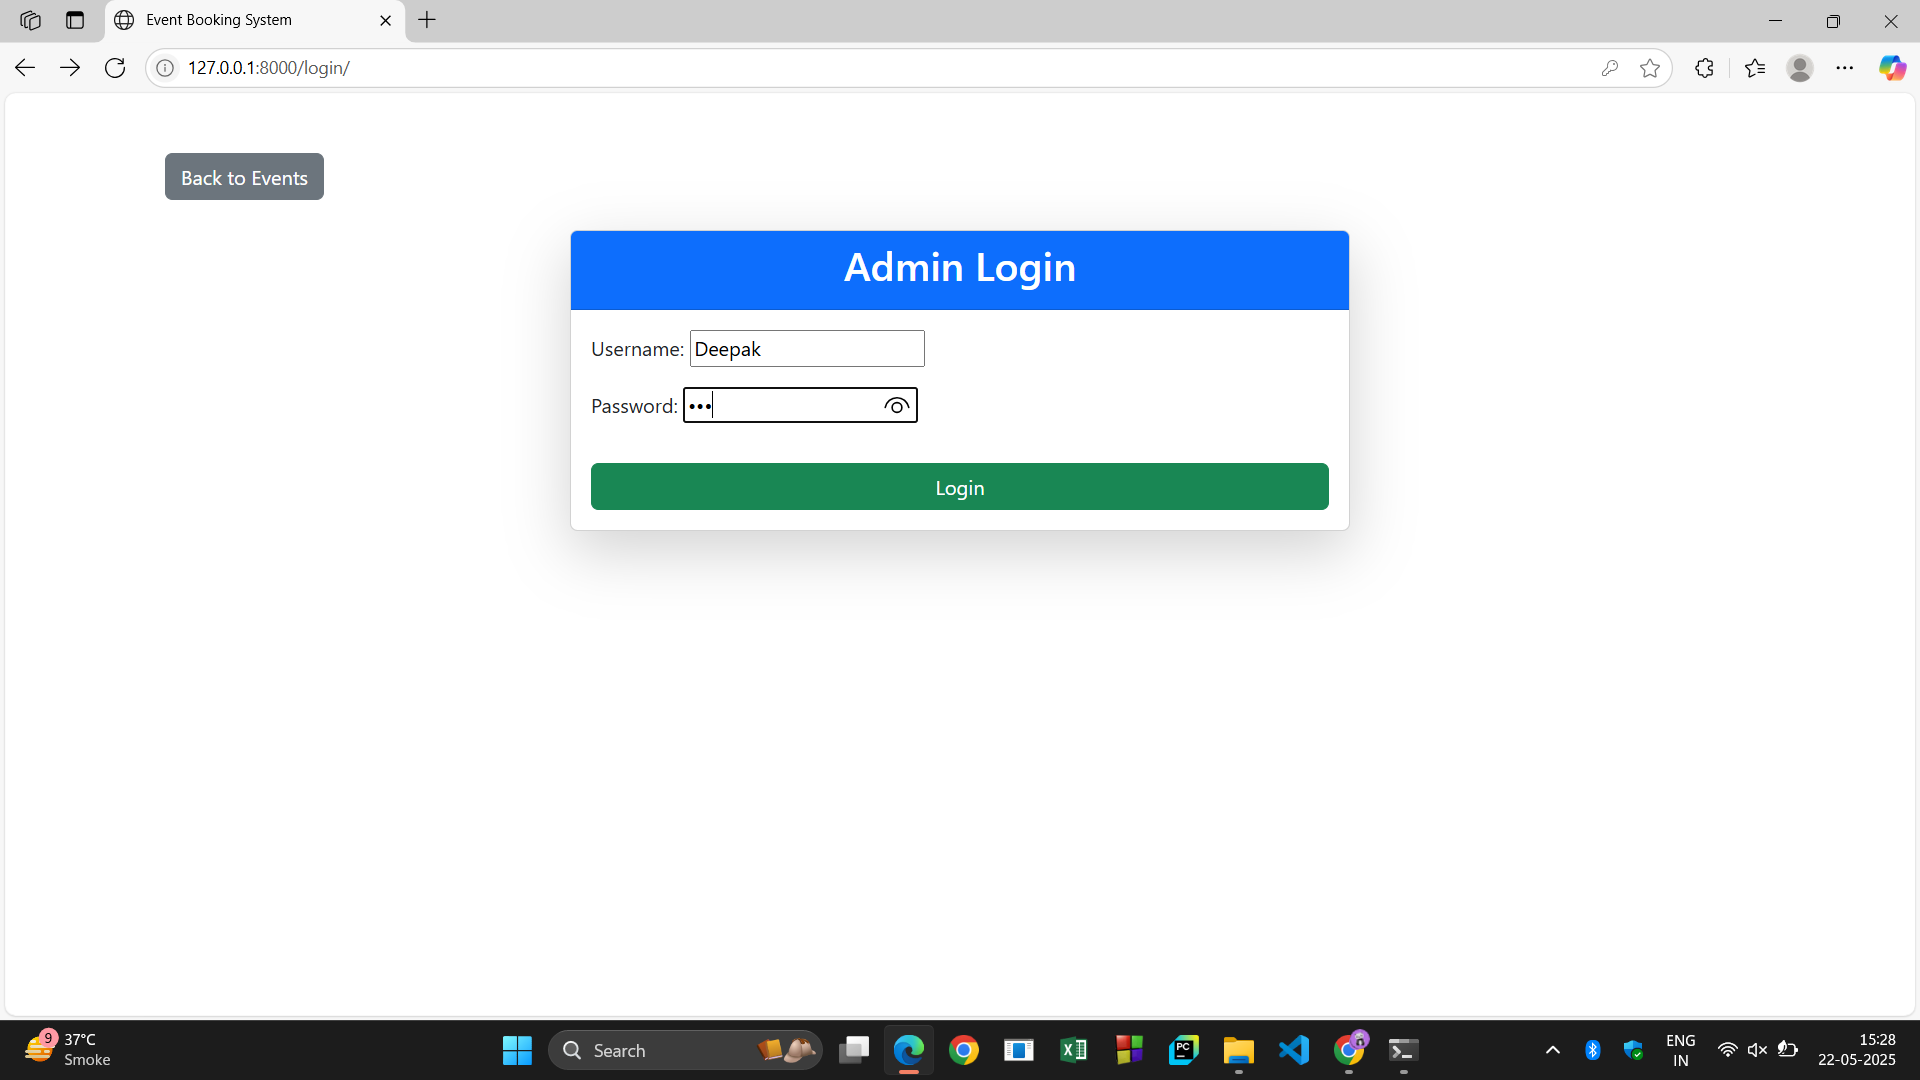 Event Booking System
127.0.0.1:8000/login/
Back to Events
Admin Login
Username: Deepak
Password: •••
Login
9
37°C
Smoke
Search
PC
ENG
IN
15:28
22-05-2025